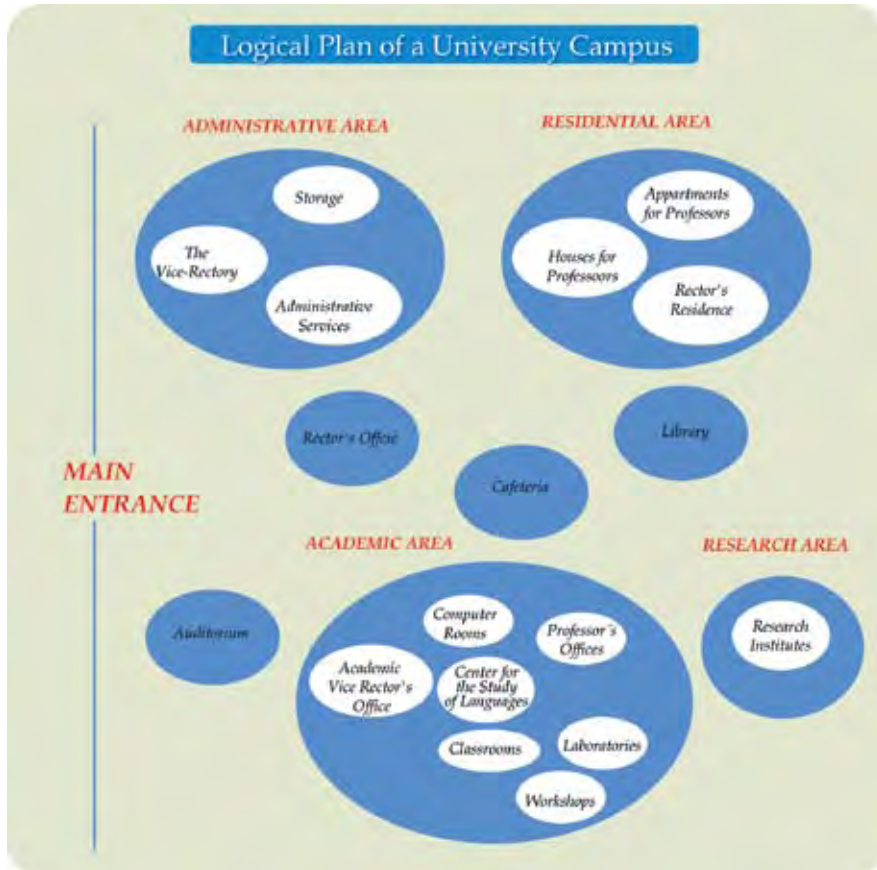 Logical Plan of a University Campus
ADMINISTRATIVE AREA
RESIDENTIAL AREA
Storage
The
Vice-Rectory
Administrative
Services
Appartments
for Professors
Houses for
Professoors
Rector's
Residence
Rector's Officie
Library
Cafeteria
MAIN
ENTRANCE
ACADEMIC AREA
RESEARCH AREA
Auditorium
Computer
Rooms
Professor´s
Offices
Academic
Vice Rector's
Office
Center for
the Study
of Languages
Classrooms
Laboratories
Workshops
Research
Institutes